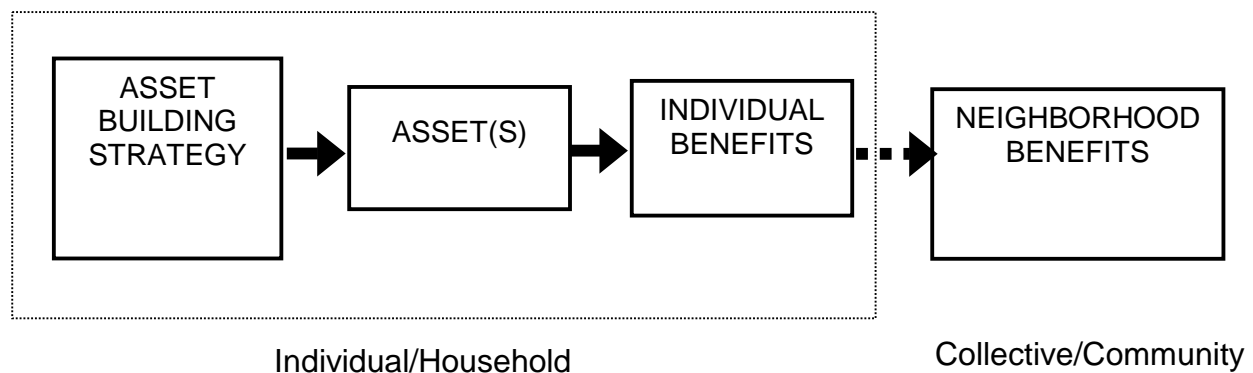 ASSET
BUILDING
STRATEGY
ASSET(S)
INDIVIDUAL
BENEFITS
NEIGHBORHOOD
BENEFITS
Individual/Household
Collective/Community